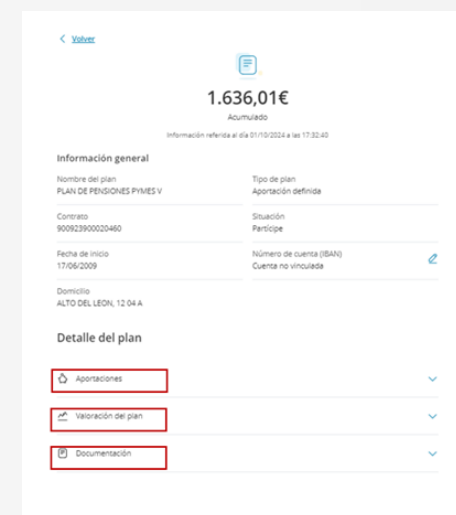 Volver
1.636,01€
Acumulado
Información referida al día 01/10/2024 a las 17:32:40
Información general
Nombre del plan
PLAN DE PENSIONES PYMES V
Tipo de plan
Aportación definida
Contrato
900923900020460
Situación
Partícipe
Fecha de inicio
17/06/2009
Número de cuenta (IBAN)
Cuenta no vinculada
Domicilio
ALTO DEL LEON, 12 04 A
Detalle del plan
Aportaciones
Valoración del plan
Documentación